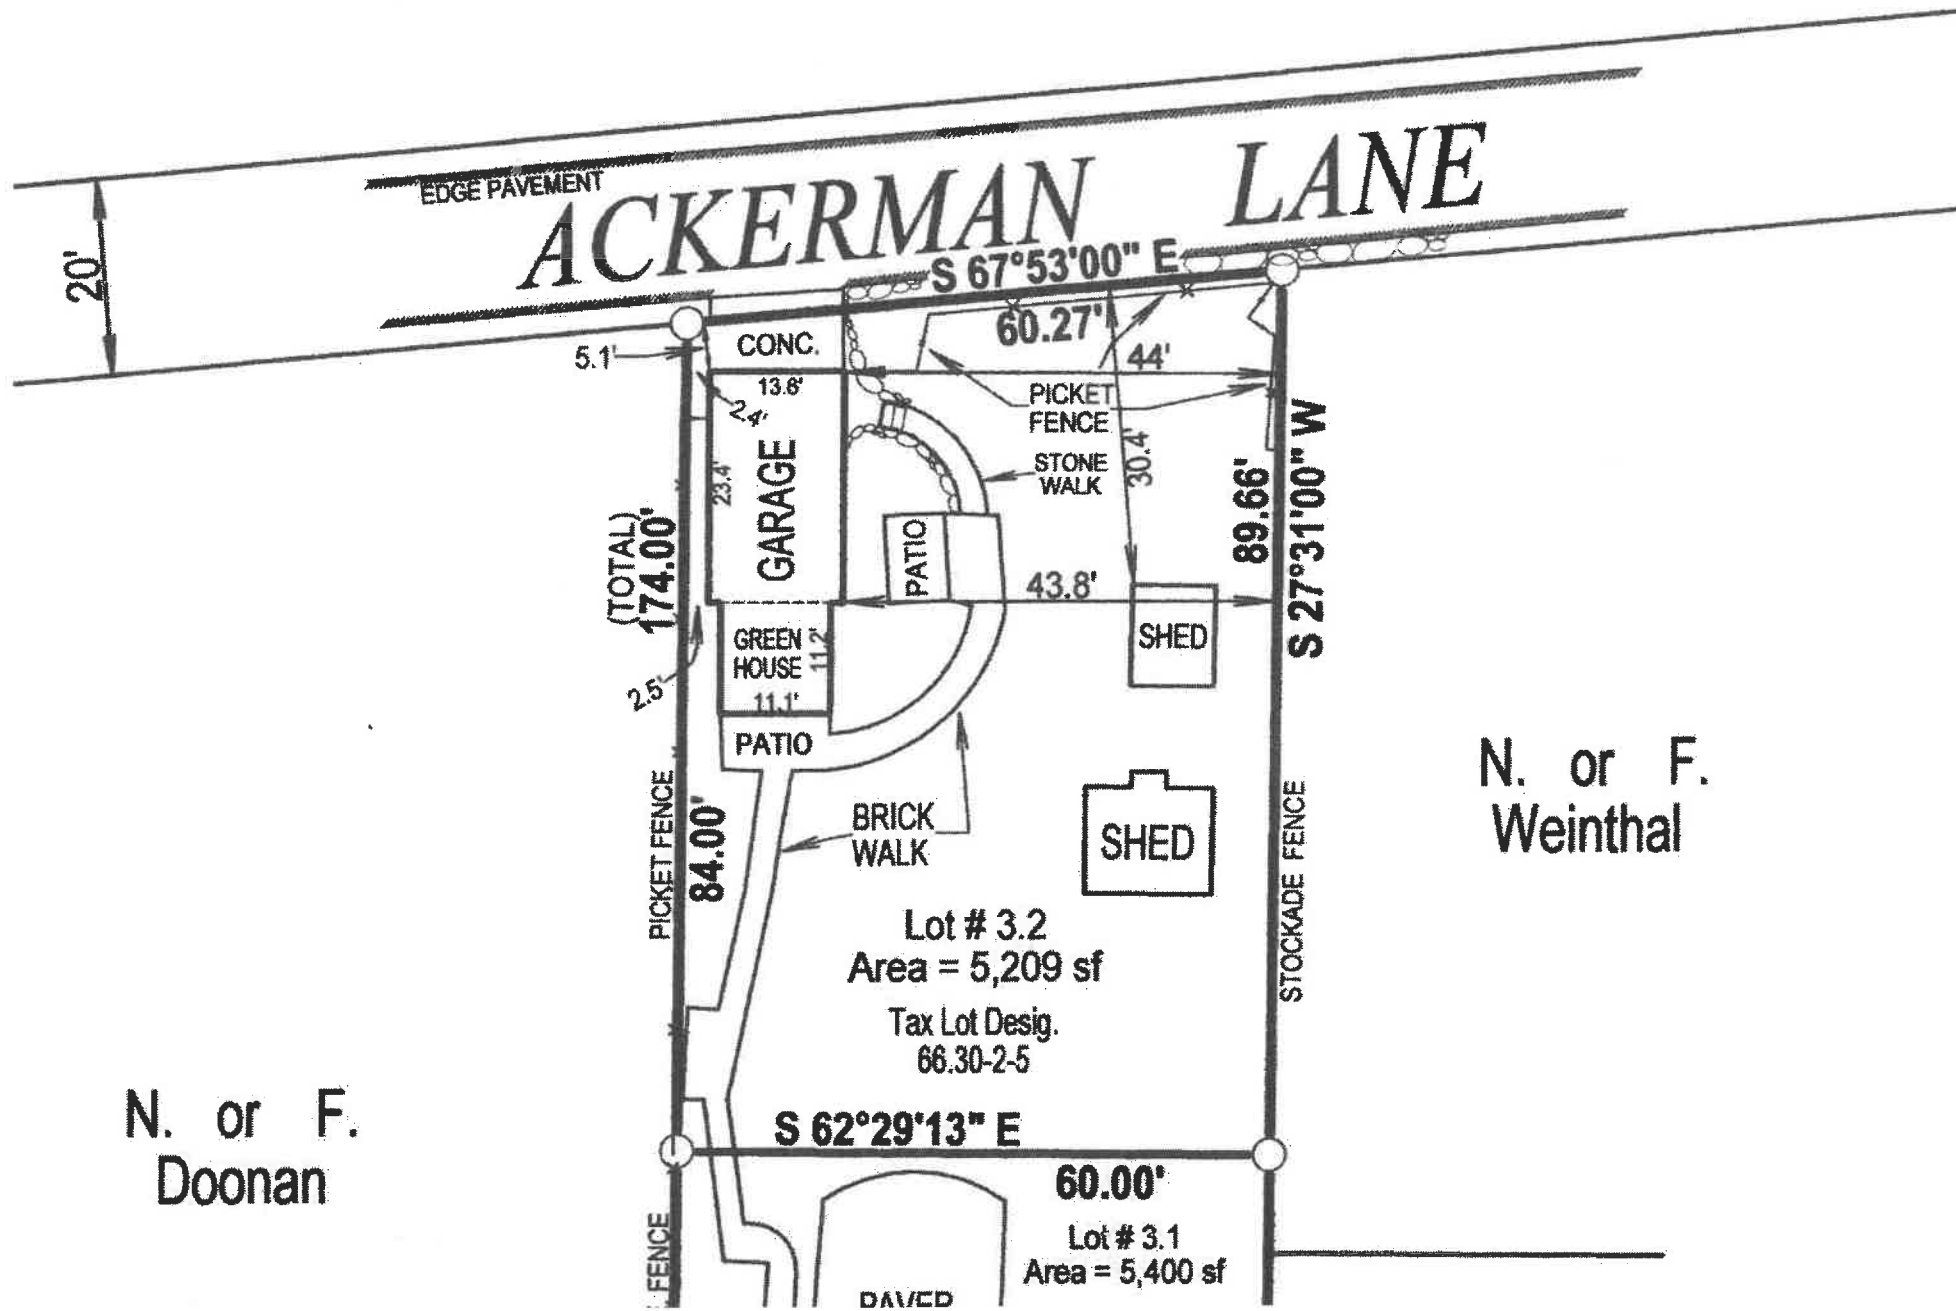 EDGE PAVEMENT
ACKERMAN LANE
20'
S 67°53'00" E
60.27'
CONC.
5.1'
44'
13.6'
2.4'
PICKET
FENCE
30.4'
STONE
WALK
23.4'
GARAGE
PATIO
89.66'
S 27°31'00" W
(TOTAL)
174.00'
43.8'
GREEN
HOUSE
11.2'
11.1'
SHED
2.5'
PATIO
PICKET FENCE
84.00'
BRICK
WALK
SHED
STOCKADE FENCE
N. or F.
Weinthal
Lot # 3.2
Area = 5,209 sf
Tax Lot Desig.
66.30-2-5
N. or F.
Doonan
S 62°29'13" E
60.00'
Lot # 3.1
Area = 5,400 sf
FENCE
PAVER